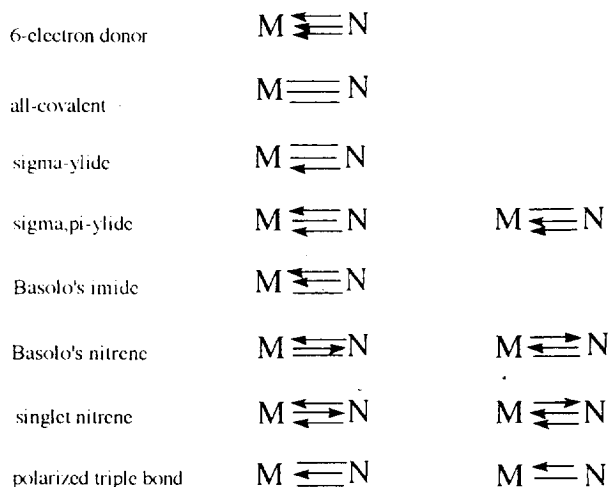 6-electron donor M N
all-covalent M N
sigma-ylide M N
sigma,pi-ylide M N M N
Basolo's imide M N
Basolo's nitrene M N M N
singlet nitrene M N M N
polarized triple bond M N M N